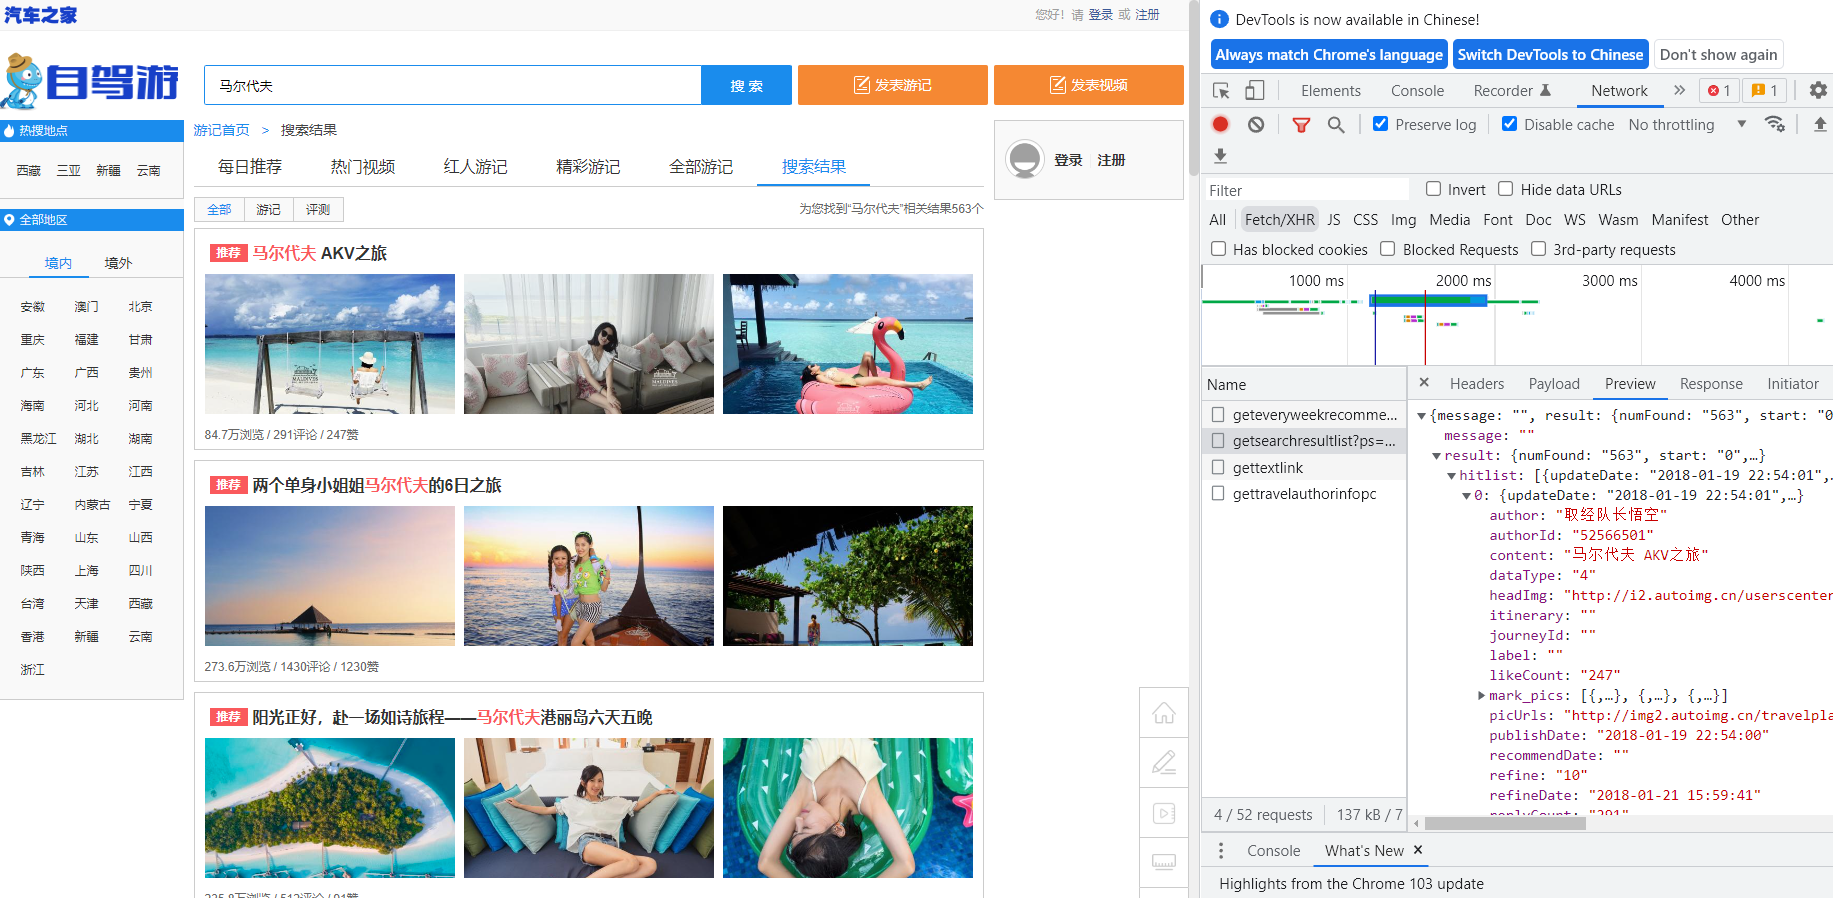 汽车之家
您好！请 登录 或 注册
自驾游
马尔代夫
搜 索
发表游记
发表视频
热搜地点
西藏 三亚 新疆 云南
全部地区
境内 境外
安徽 澳门 北京
重庆 福建 甘肃
广东 广西 贵州
海南 河北 河南
黑龙江 湖北 湖南
吉林 江苏 江西
辽宁 内蒙古 宁夏
青海 山东 山西
陕西 上海 四川
台湾 天津 西藏
香港 新疆 云南
浙江
游记首页 > 搜索结果
每日推荐 热门视频 红人游记 精彩游记 全部游记 搜索结果
全部 游记 评测
为您找到“马尔代夫”相关结果563个
推荐 马尔代夫 AKV之旅
MALDIVES
MALDIVES
84.7万浏览 / 291评论 / 247赞
推荐 两个单身小姐姐马尔代夫的6日之旅
273.6万浏览 / 1430评论 / 1230赞
推荐 阳光正好，赴一场如诗旅程——马尔代夫港丽岛六天五晚
登录 注册
DevTools is now available in Chinese!
Always match Chrome's language
Switch DevTools to Chinese
Don't show again
Elements Console Recorder Network » 1 1
Preserve log Disable cache No throttling
Filter Invert Hide data URLs
All Fetch/XHR JS CSS Img Media Font Doc WS Wasm Manifest Other
Has blocked cookies Blocked Requests 3rd-party requests
1000 ms 2000 ms 3000 ms 4000 ms
Name
geteveryweekrecomme...
getsearchresultlist?ps=...
gettextlink
gettravelauthorinfopc
4 / 52 requests 137 kB / 7
Headers Payload Preview Response Initiator
{message: "", result: {numFound: "563", start: "0
message: ""
result: {numFound: "563", start: "0",…}
hitlist: [{updateDate: "2018-01-19 22:54:01",…
0: {updateDate: "2018-01-19 22:54:01",…}
author: "取经队长悟空"
authorId: "52566501"
content: "马尔代夫 AKV之旅"
dataType: "4"
headImg: "http://i2.autoimg.cn/userscenter
itinerary: ""
journeyId: ""
label: ""
likeCount: "247"
mark_pics: [{,…}, {,…}, {,…}]
picUrls: "http://img2.autoimg.cn/travelpla
publishDate: "2018-01-19 22:54:00"
recommendDate: ""
refine: "10"
refineDate: "2018-01-21 15:59:41"
Console What's New ×
Highlights from the Chrome 103 update